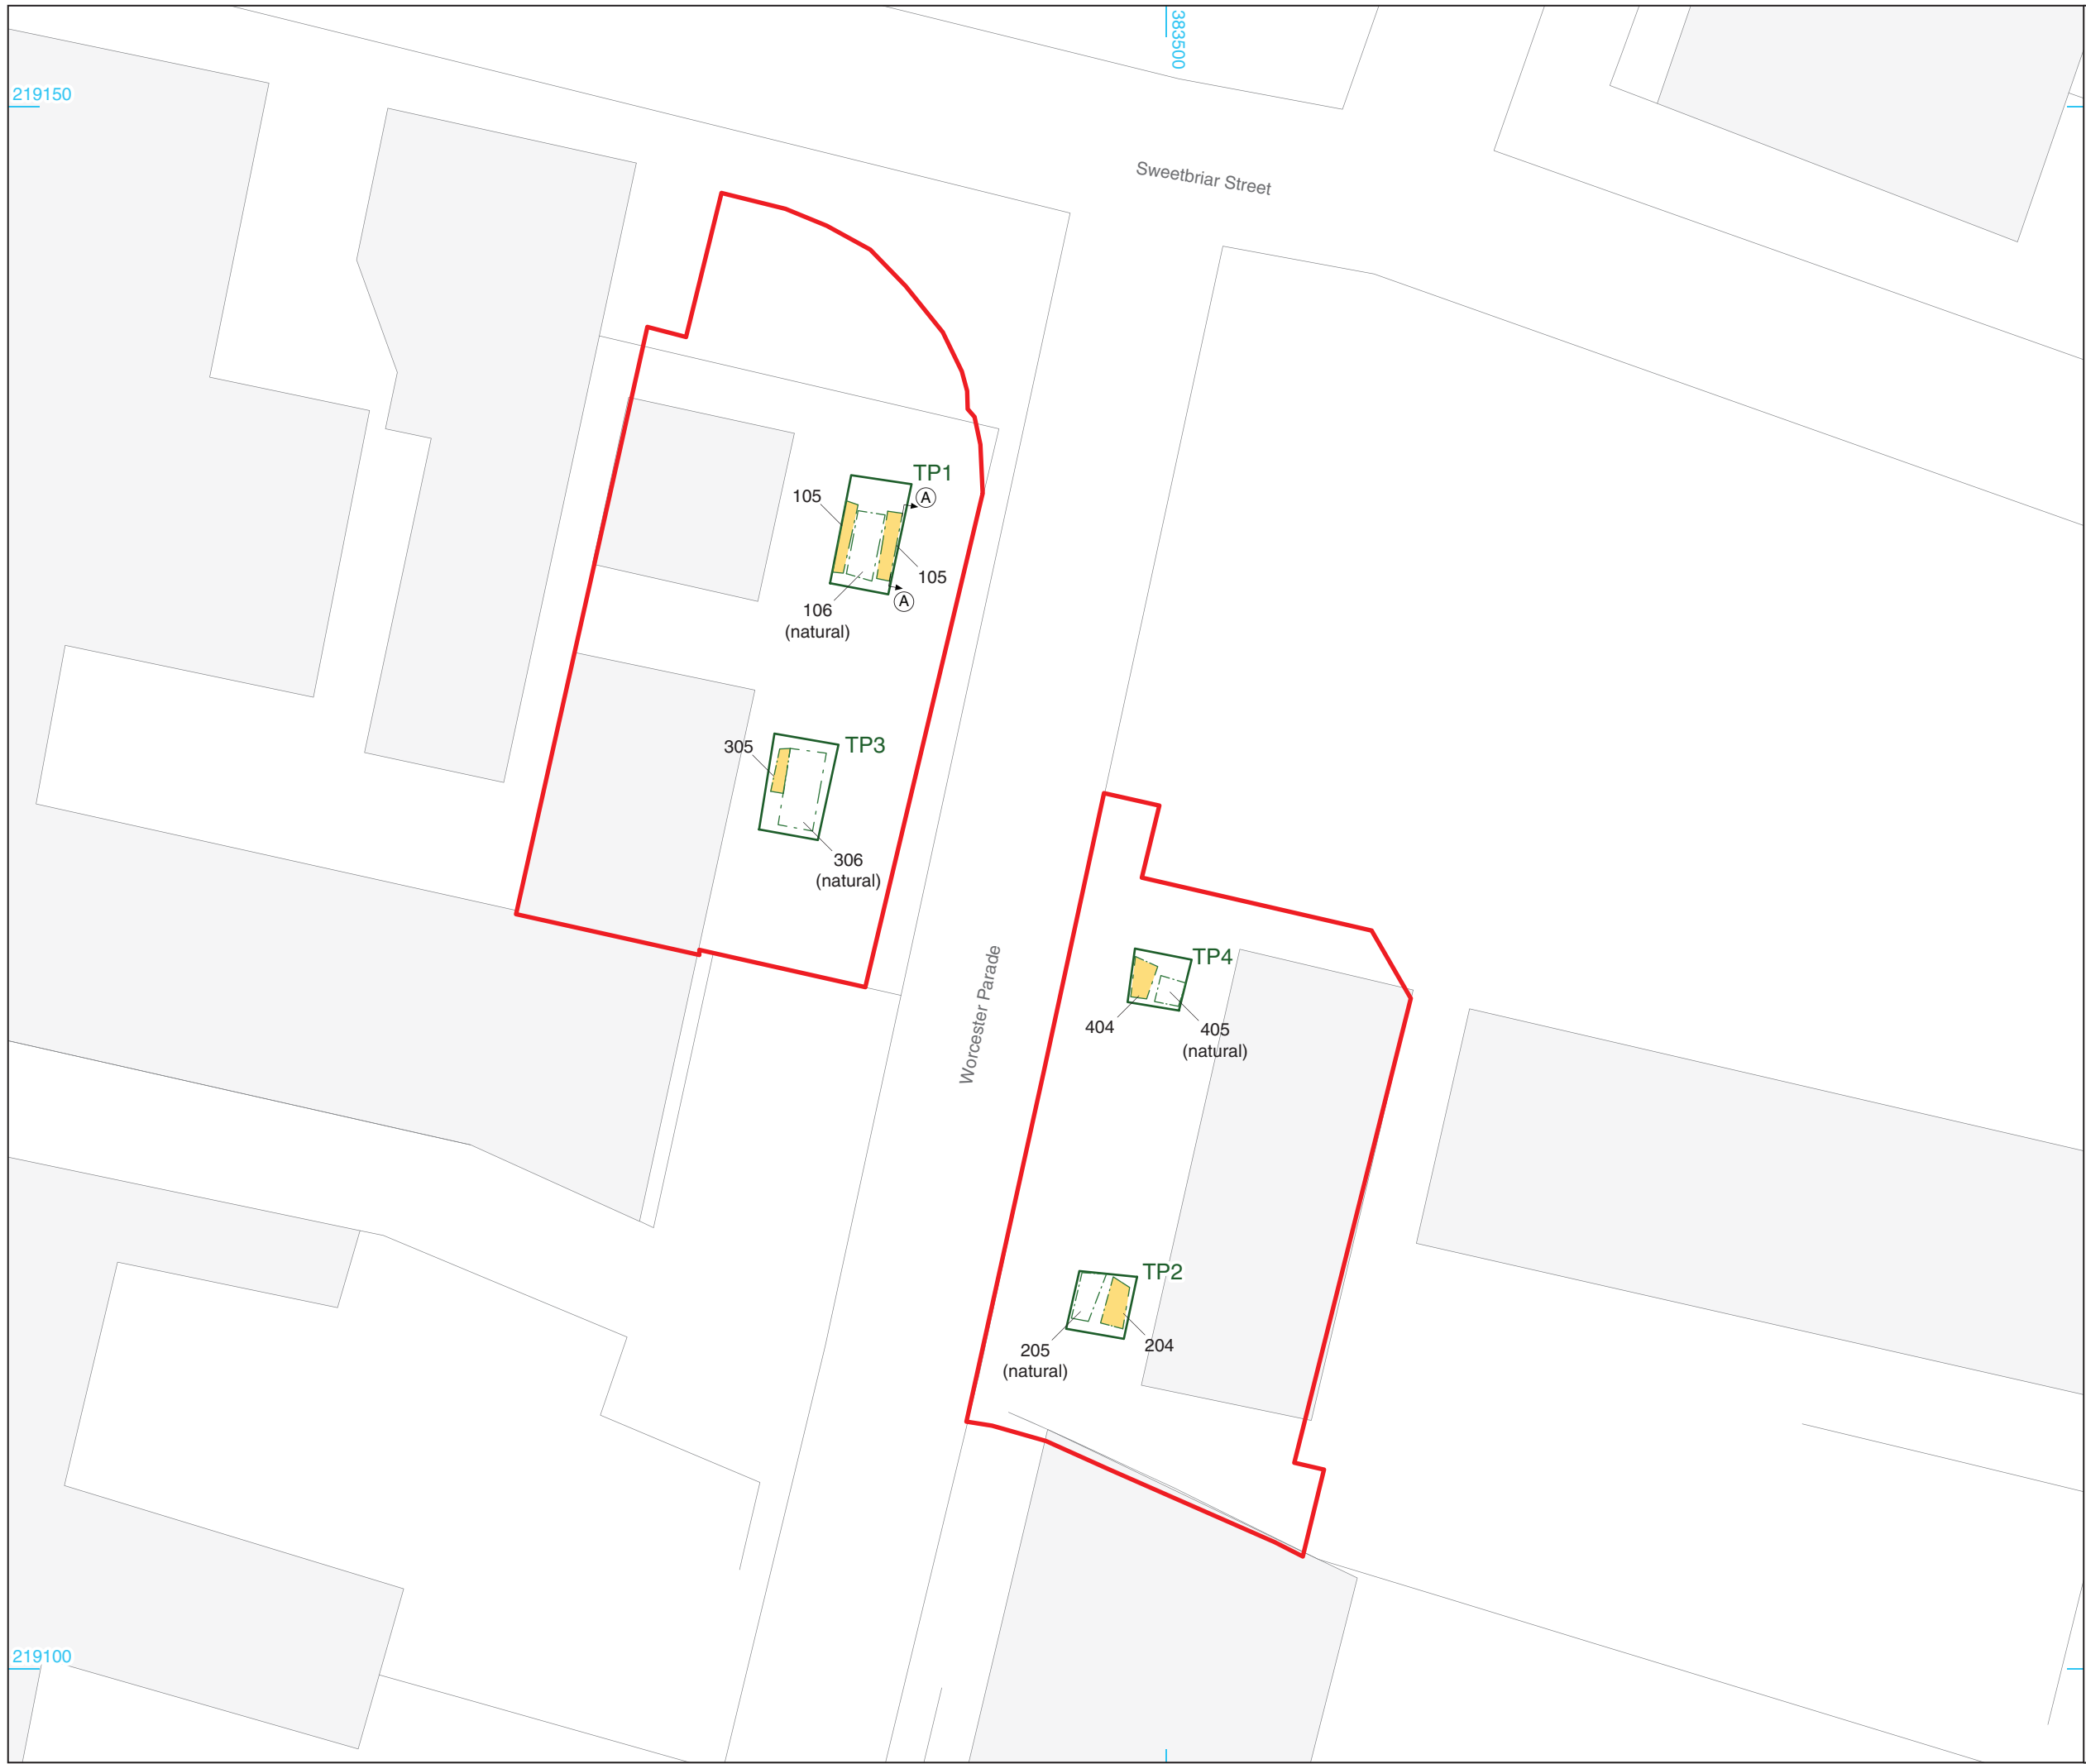 383500
219150
Sweetbriar Street
TP1
105
A
105
A
106
(natural)
TP3
305
306
(natural)
Worcester Parade
TP4
404
405
(natural)
TP2
204
205
(natural)
219100